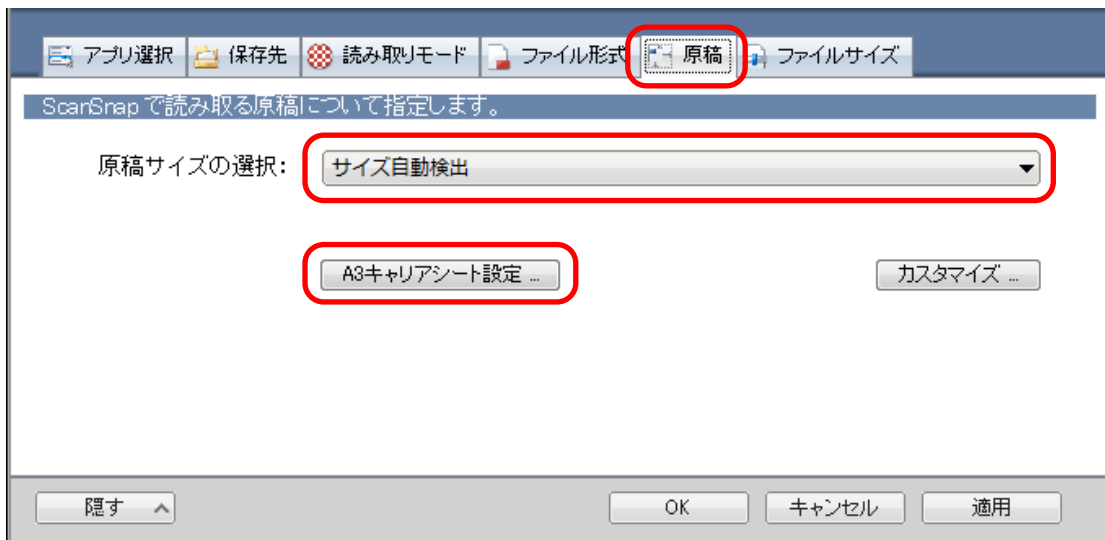 アプリ選択 保存先 読み取りモード ファイル形式 原稿 ファイルサイズ
ScanSnapで読み取る原稿について指定します。
原稿サイズの選択: サイズ自動検出
A3キャリアシート設定 ... カスタマイズ ...
隠す OK キャンセル 適用